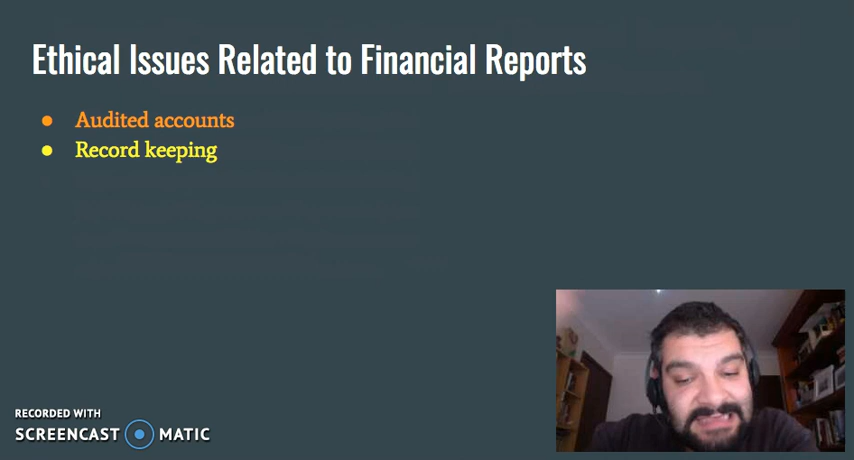 Ethical Issues Related to Financial Reports
Audited accounts
Record keeping
RECORDED WITH
SCREENCAST MATIC